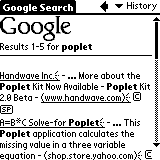 Google Search
History
Google
Results 1-5 for poplet
Handwave Inc. - ... More about the
Poplet Kit Now Available - Poplet Kit
2.0 Beta - (www.handwave.com) C
SP
A=B*C Solve-for Poplet - ... This
Poplet application calculates the
missing value in a three variable
equation - (shop.store.yahoo.com) C